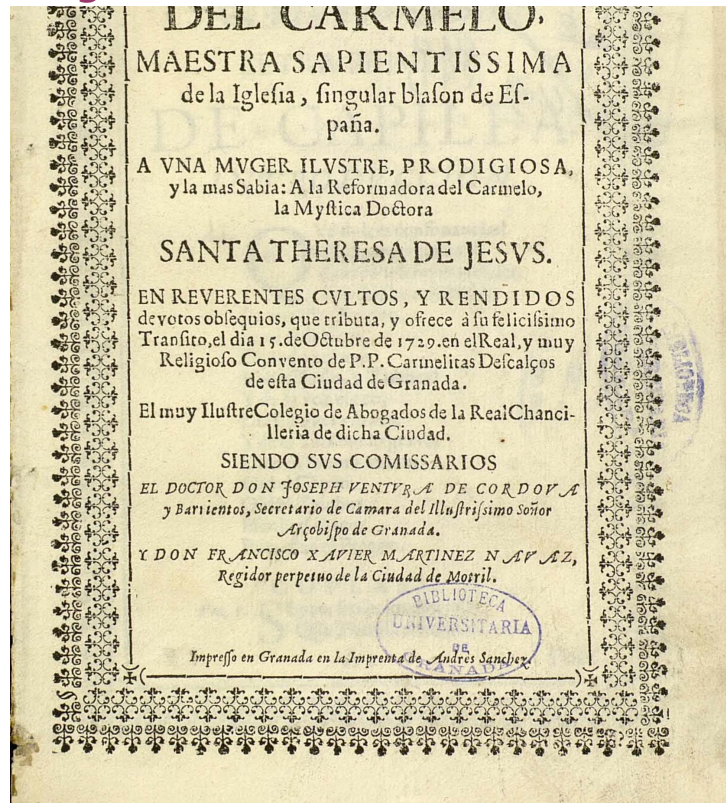 DEL CARMELO,
MAESTRA SAPIENTISSIMA
de la Iglesia, singular blason de Es-
paña.
A VNA MVGER ILVSTRE, PRODIGIOSA,
y la mas Sabia: A la Reformadora del Carmelo,
la Mystica Doctora
SANTA THERESA DE JESVS.
EN REVERENTES CVLTOS, Y RENDIDOS
devotos obsequios, que tributa, y ofrece à su felicissimo
Transito, el dia 15. de Octubre de 1729. en el Real, y muy
Religioso Convento de P.P. Carmelitas Descalços
de esta Ciudad de Granada.
El muy Ilustre Colegio de Abogados de la Real Chanci-
lleria de dicha Ciudad.
SIENDO SVS COMISSARIOS
EL DOCTOR DON JOSEPH VENTVRA DE CORDOVA
y Barrientos, Secretario de Camara del Illustrissimo Soñor
Arçobispo de Granada.
Y DON FRANCISCO XAVIER MARTINEZ NAVAZ,
Regidor perpetuo de la Ciudad de Motril.
BIBLIOTECA
UNIVERSITARIA
DE
GRANADA
Impresso en Granada en la Imprenta de Andrès Sanchez.